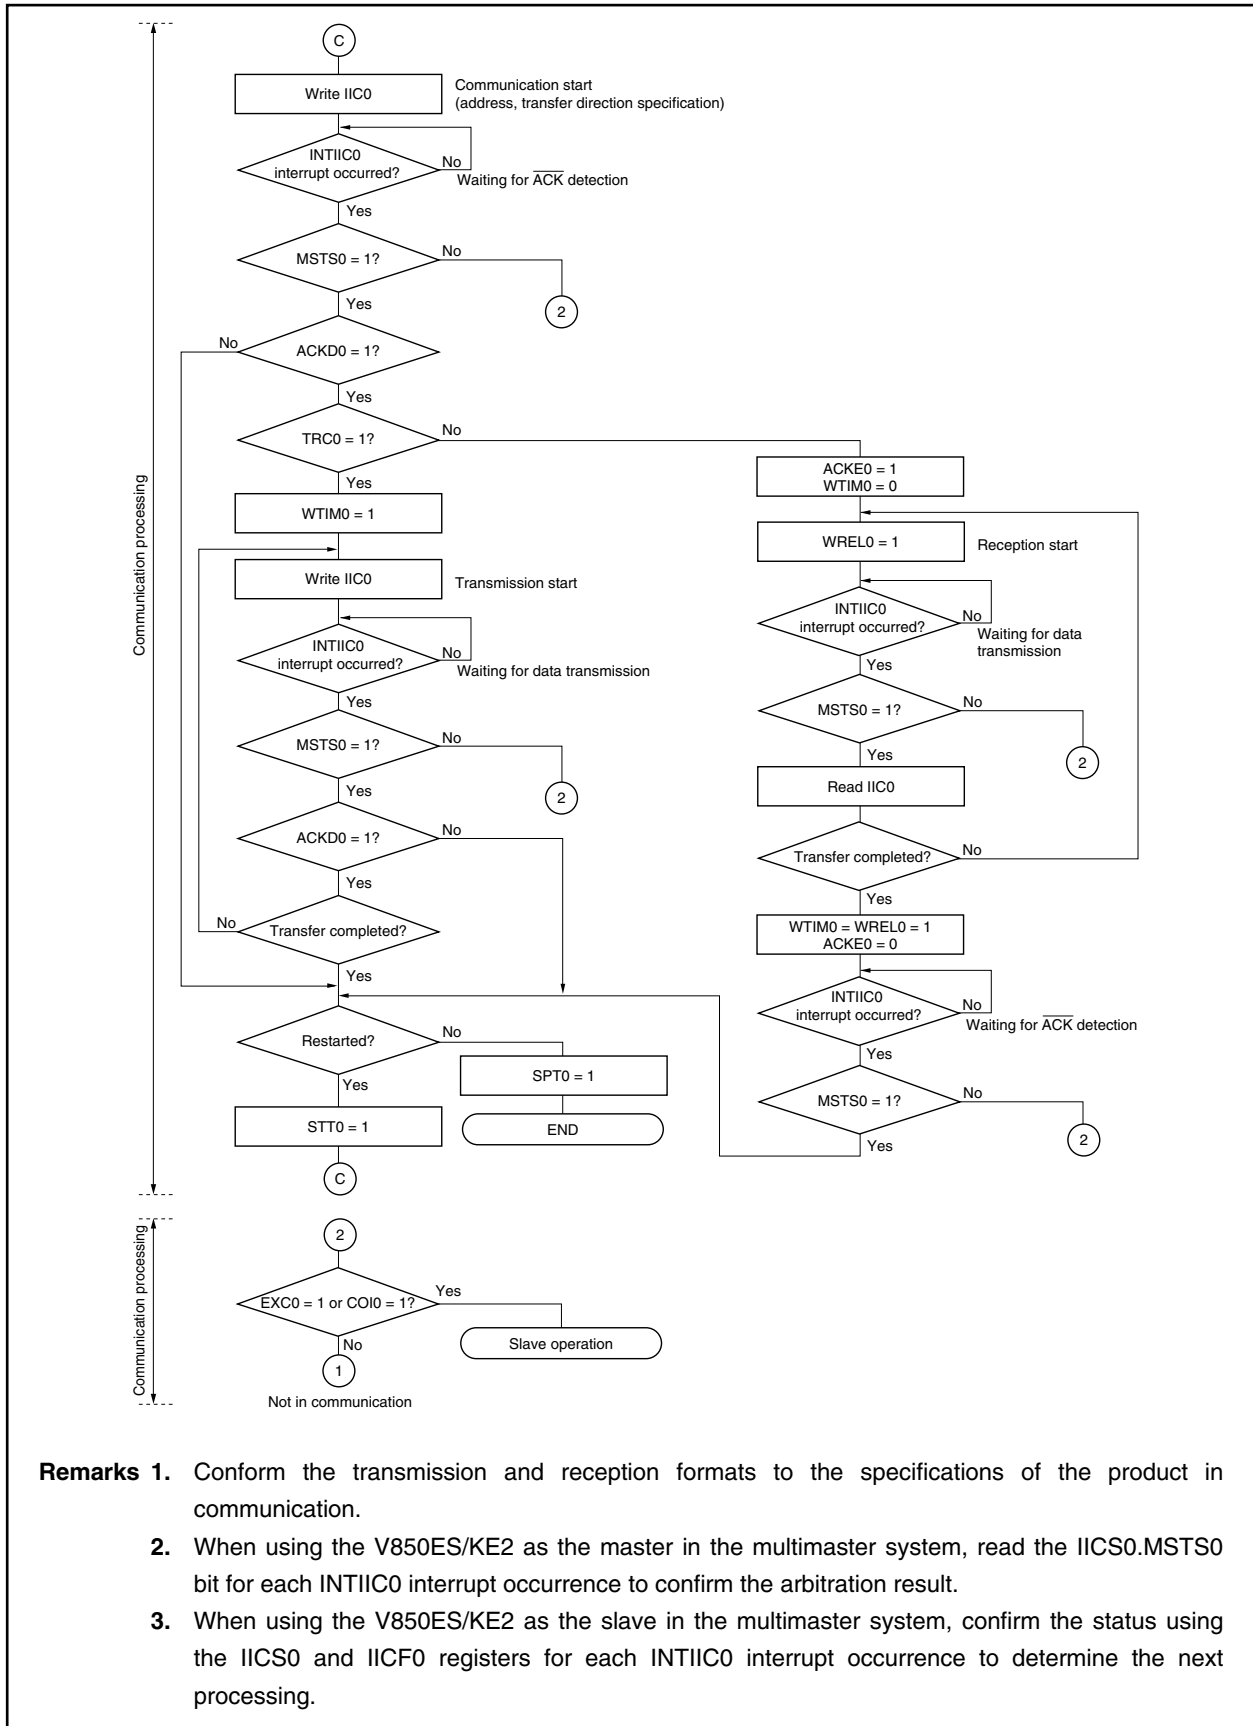 Communication processing
C
Write IIC0
Communication start
(address, transfer direction specification)
INTIIC0
interrupt occurred?
No
Waiting for ACK detection
Yes
MSTS0 = 1?
No
2
Yes
No
ACKD0 = 1?
Yes
TRC0 = 1?
No
Yes
WTIM0 = 1
Write IIC0
Transmission start
INTIIC0
interrupt occurred?
No
Waiting for data transmission
Yes
MSTS0 = 1?
No
2
Yes
ACKD0 = 1?
No
Yes
No
Transfer completed?
Yes
ACKE0 = 1
WTIM0 = 0
WREL0 = 1
Reception start
INTIIC0
interrupt occurred?
No
Waiting for data
transmission
Yes
MSTS0 = 1?
No
2
Yes
Read IIC0
Transfer completed?
No
Yes
WTIM0 = WREL0 = 1
ACKE0 = 0
INTIIC0
interrupt occurred?
No
Waiting for ACK detection
Yes
MSTS0 = 1?
No
2
Yes
Restarted?
No
SPT0 = 1
END
Yes
STT0 = 1
C
Communication processing
2
EXC0 = 1 or COI0 = 1?
Yes
Slave operation
No
1
Not in communication
Remarks 1. Conform the transmission and reception formats to the specifications of the product in
communication.
2. When using the V850ES/KE2 as the master in the multimaster system, read the IICS0.MSTS0
bit for each INTIIC0 interrupt occurrence to confirm the arbitration result.
3. When using the V850ES/KE2 as the slave in the multimaster system, confirm the status using
the IICS0 and IICF0 registers for each INTIIC0 interrupt occurrence to determine the next
processing.